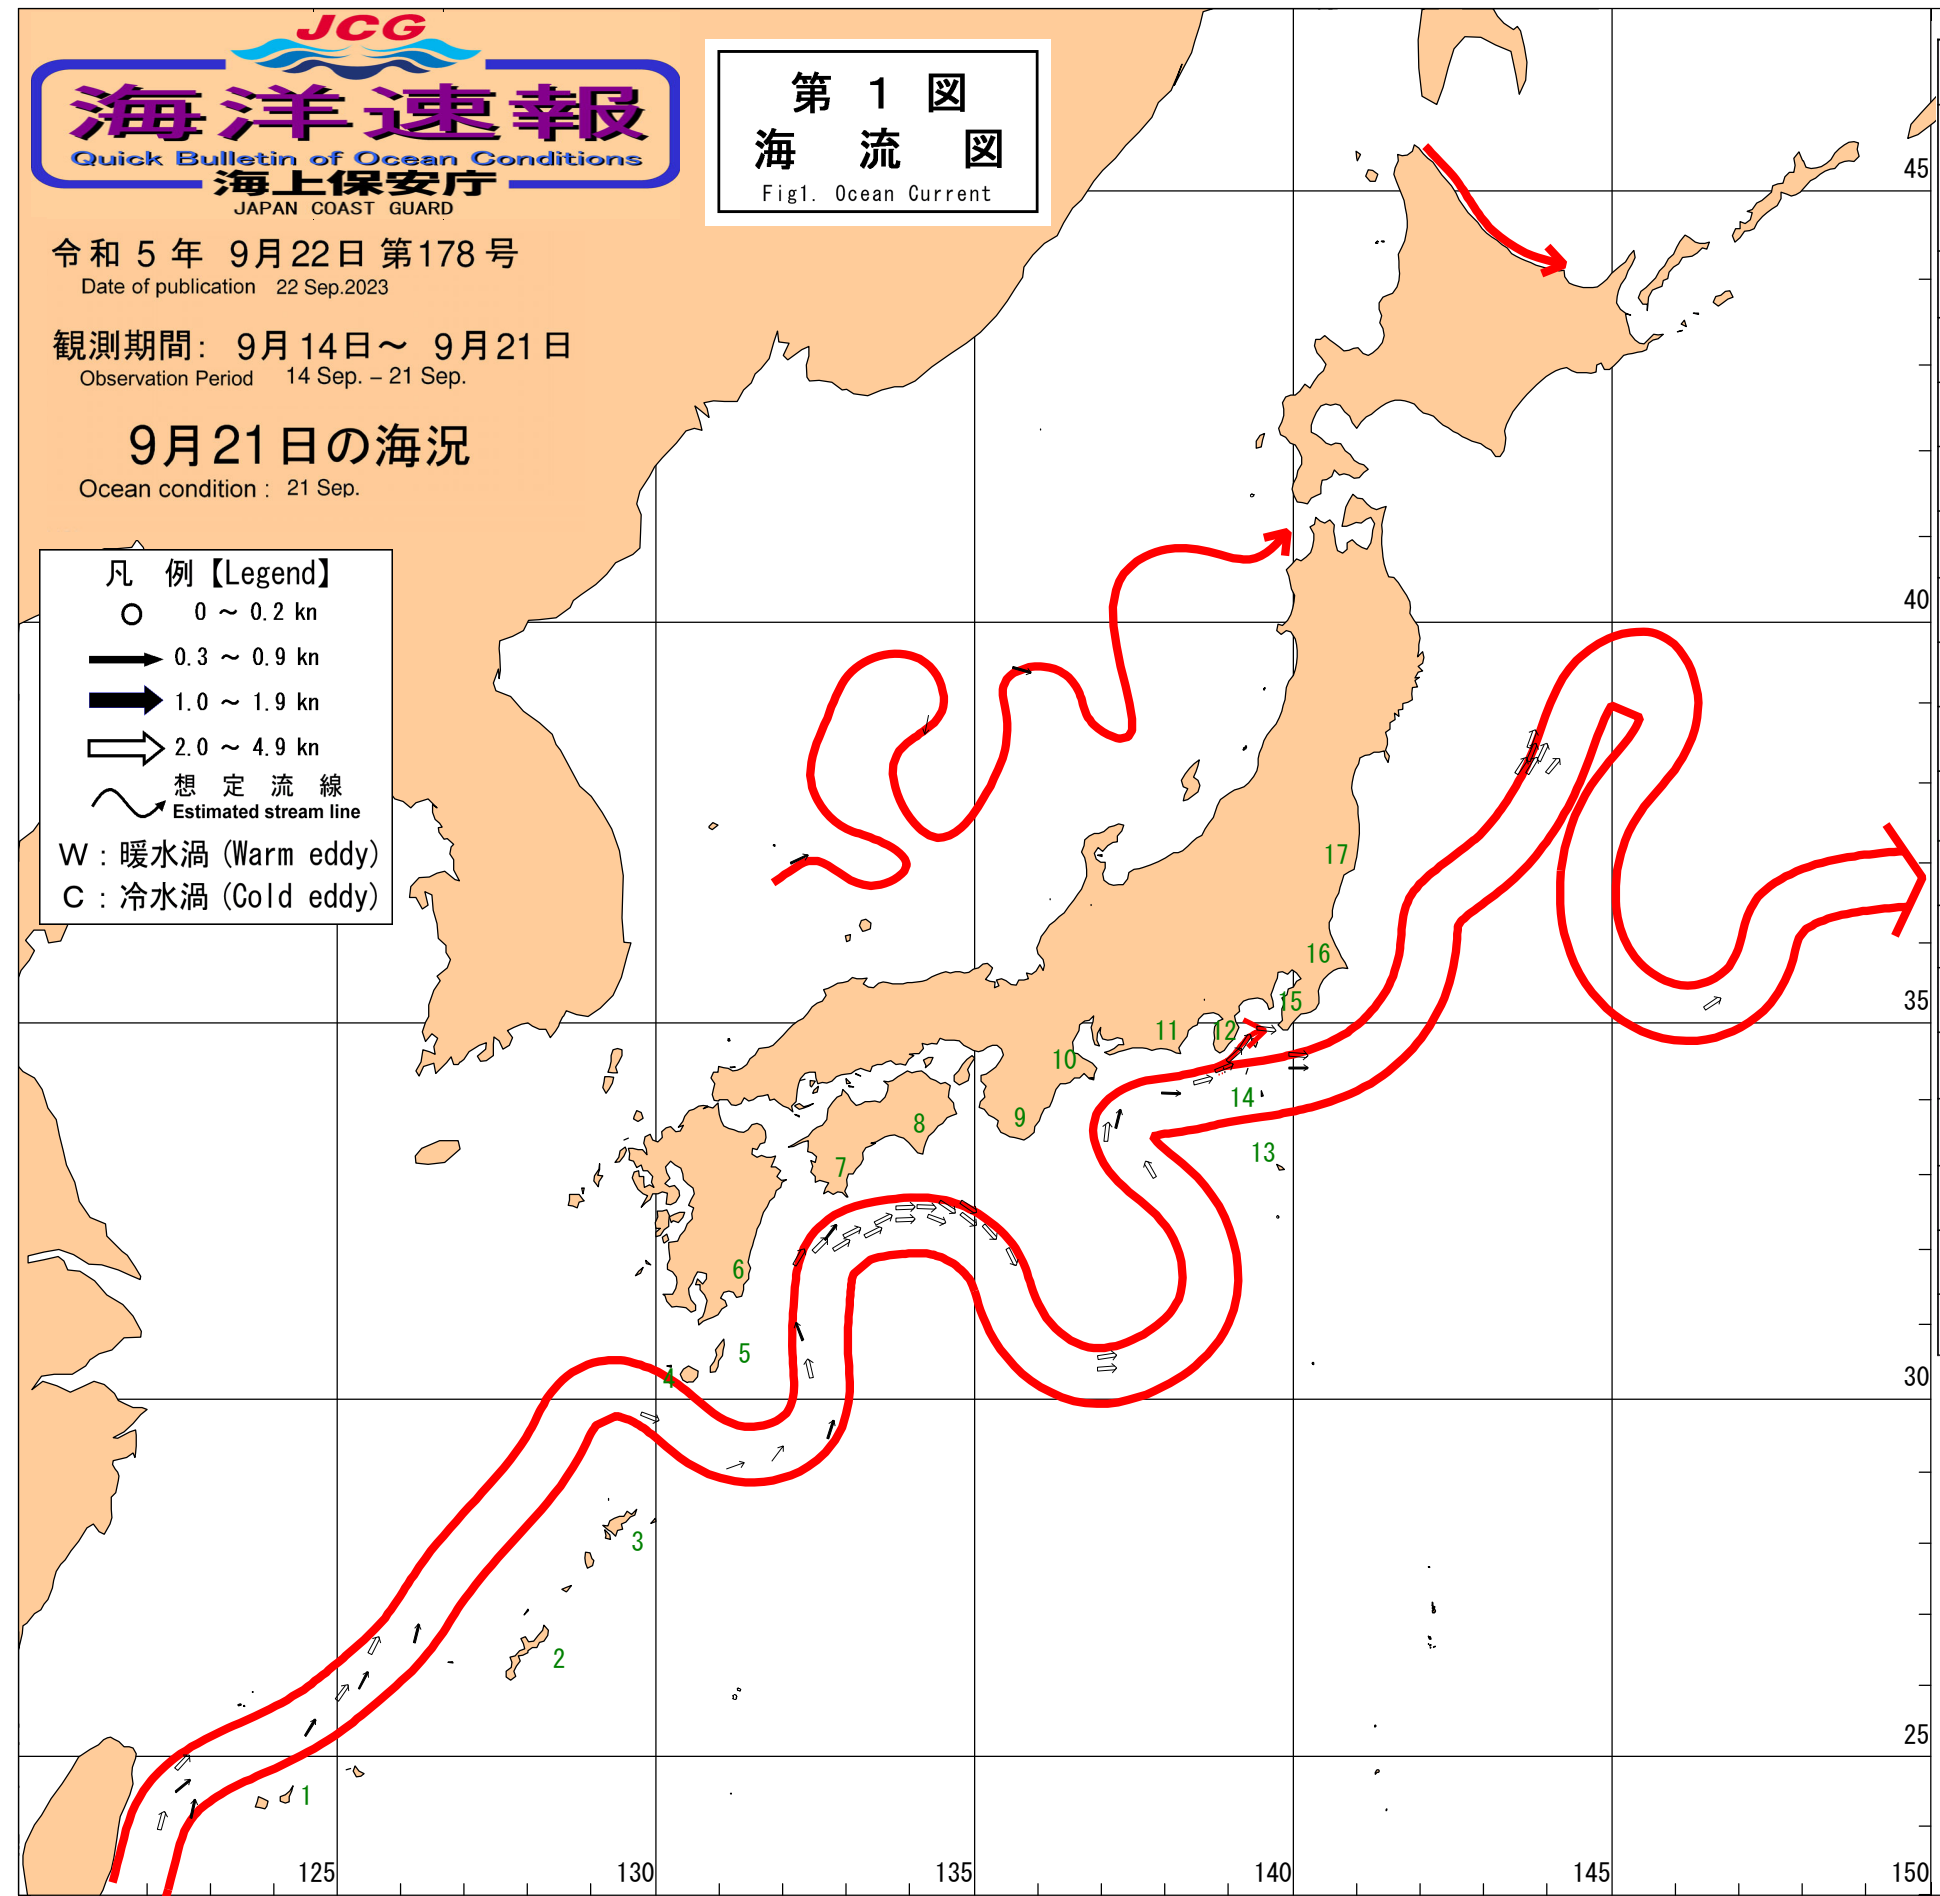 JCG
海洋速報
Quick Bulletin of Ocean Conditions
海上保安庁
JAPAN COAST GUARD
第 1 図
海 流 図
Fig1. Ocean Current
令和 5 年 9月22日 第178 号
Date of publication 22 Sep.2023
観測期間: 9月14日～ 9月21日
Observation Period 14 Sep. – 21 Sep.
9月21日の海況
Ocean condition : 21 Sep.
凡 例【Legend】
0 ～ 0.2 kn
0.3 ～ 0.9 kn
1.0 ～ 1.9 kn
2.0 ～ 4.9 kn
想 定 流 線
Estimated stream line
W : 暖水渦 (Warm eddy)
C : 冷水渦 (Cold eddy)
45
40
17
16
35
15
12
11
10
14
9
8
13
7
6
5
4
30
3
2
25
1
125
130
135
140
145
150